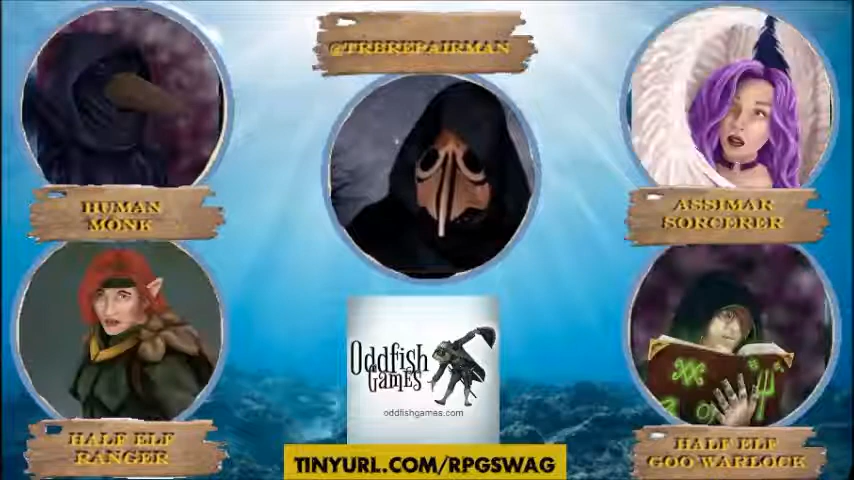 @TRBREPAIRMAN
HUMAN
MONK
ASSIMAR
SORCERER
Oddfish
Games
oddfishgames.com
HALF ELF
RANGER
HALF ELF
GOO WARLOCK
TINYURL.COM/RPGSWAG